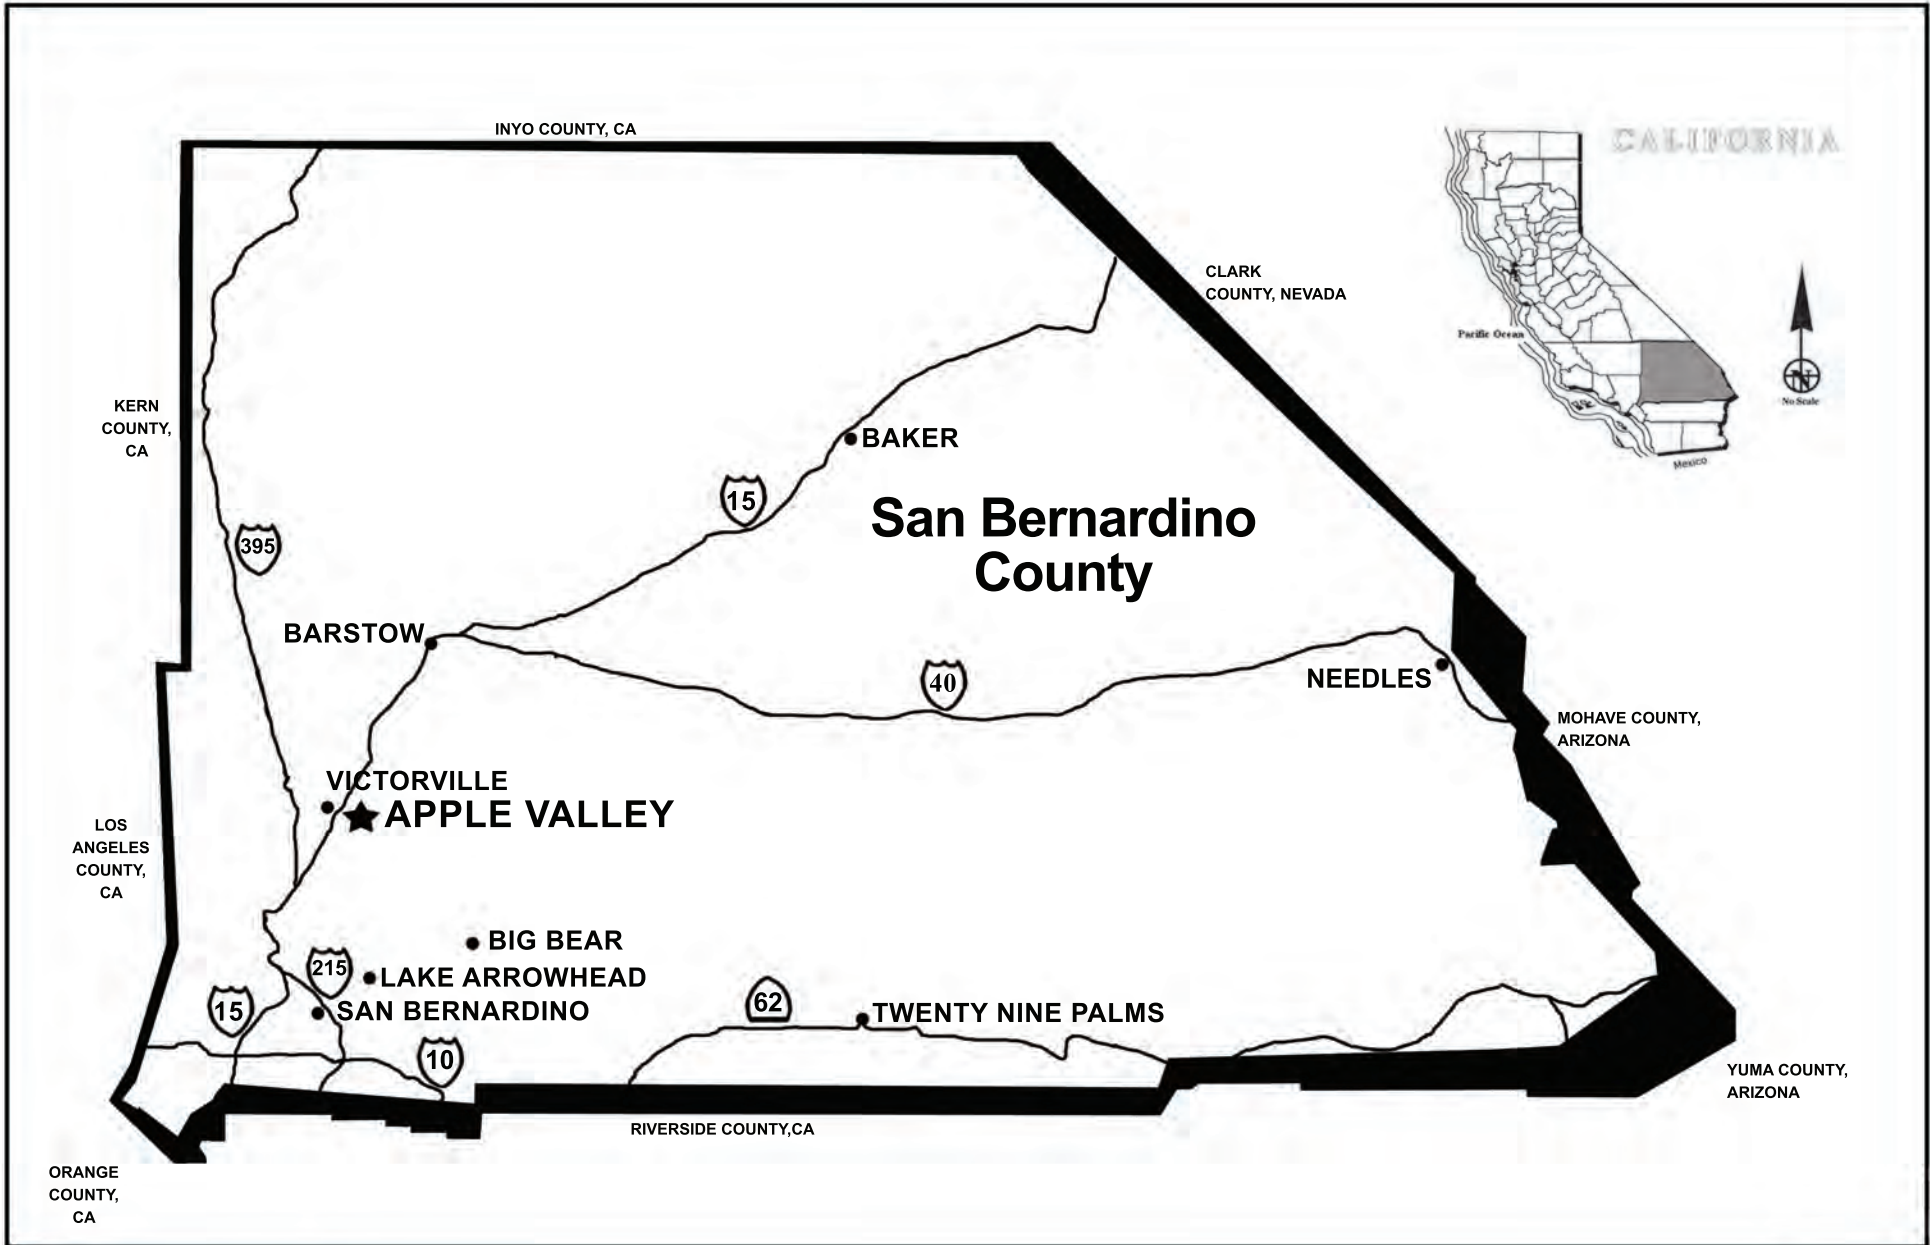 INYO COUNTY, CA
CALIFORNIA
CLARK
COUNTY, NEVADA
Pacific Ocean
N
No Scale
Mexico
KERN
COUNTY,
CA
BAKER
15
San Bernardino
County
395
BARSTOW
40
NEEDLES
MOHAVE COUNTY,
ARIZONA
VICTORVILLE
APPLE VALLEY
LOS
ANGELES
COUNTY,
CA
BIG BEAR
215
LAKE ARROWHEAD
15
SAN BERNARDINO
62
TWENTY NINE PALMS
10
YUMA COUNTY,
ARIZONA
RIVERSIDE COUNTY,CA
ORANGE
COUNTY,
CA